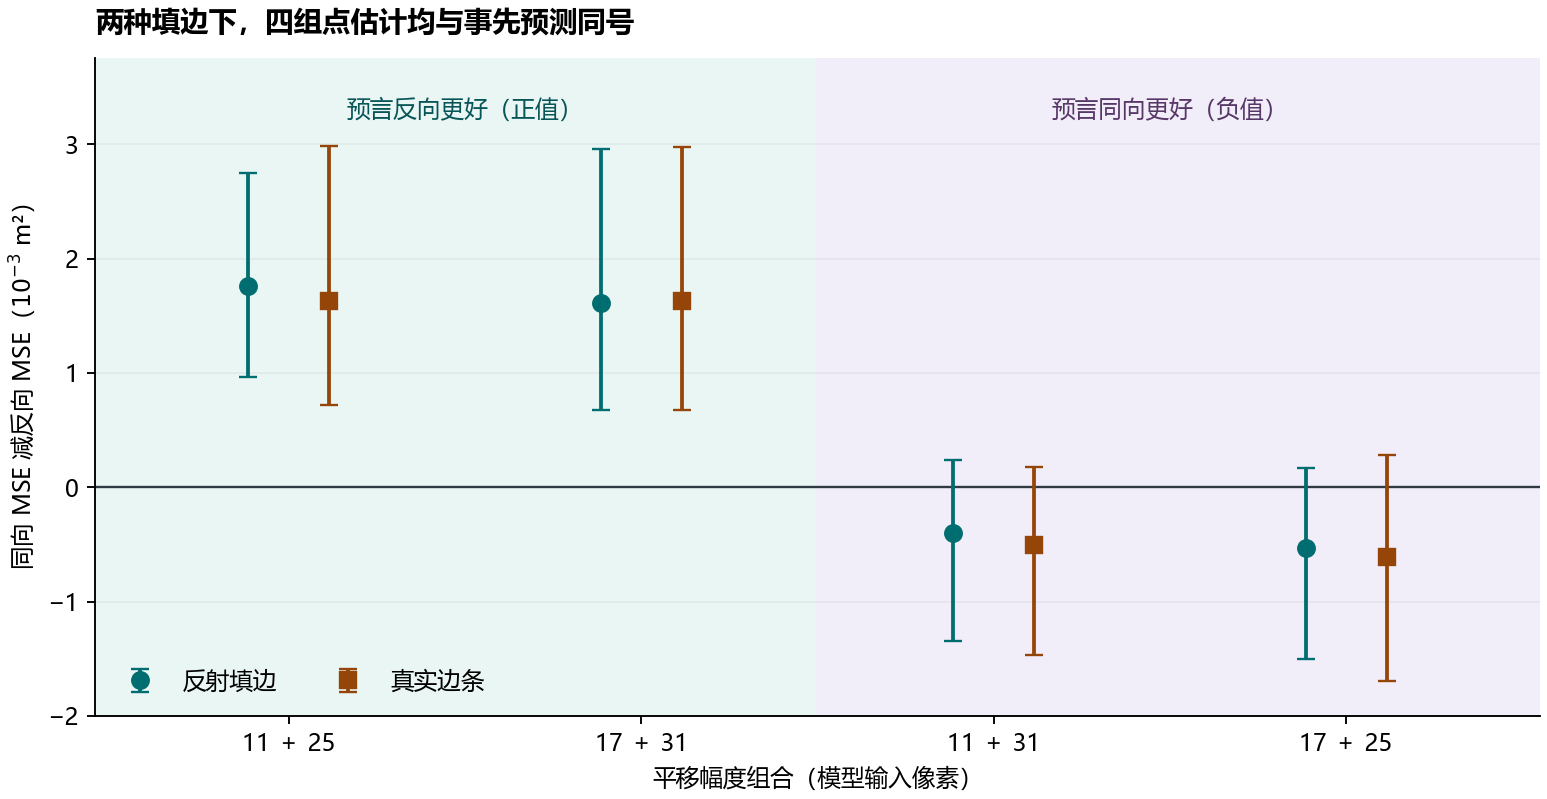 两种填边下，四组点估计均与事先预测同号
预言反向更好（正值）
预言同向更好（负值）
同向 MSE 减反向 MSE（10⁻³ m²）
3
2
1
0
−1
−2
反射填边
真实边条
11 + 25
17 + 31
11 + 31
17 + 25
平移幅度组合（模型输入像素）